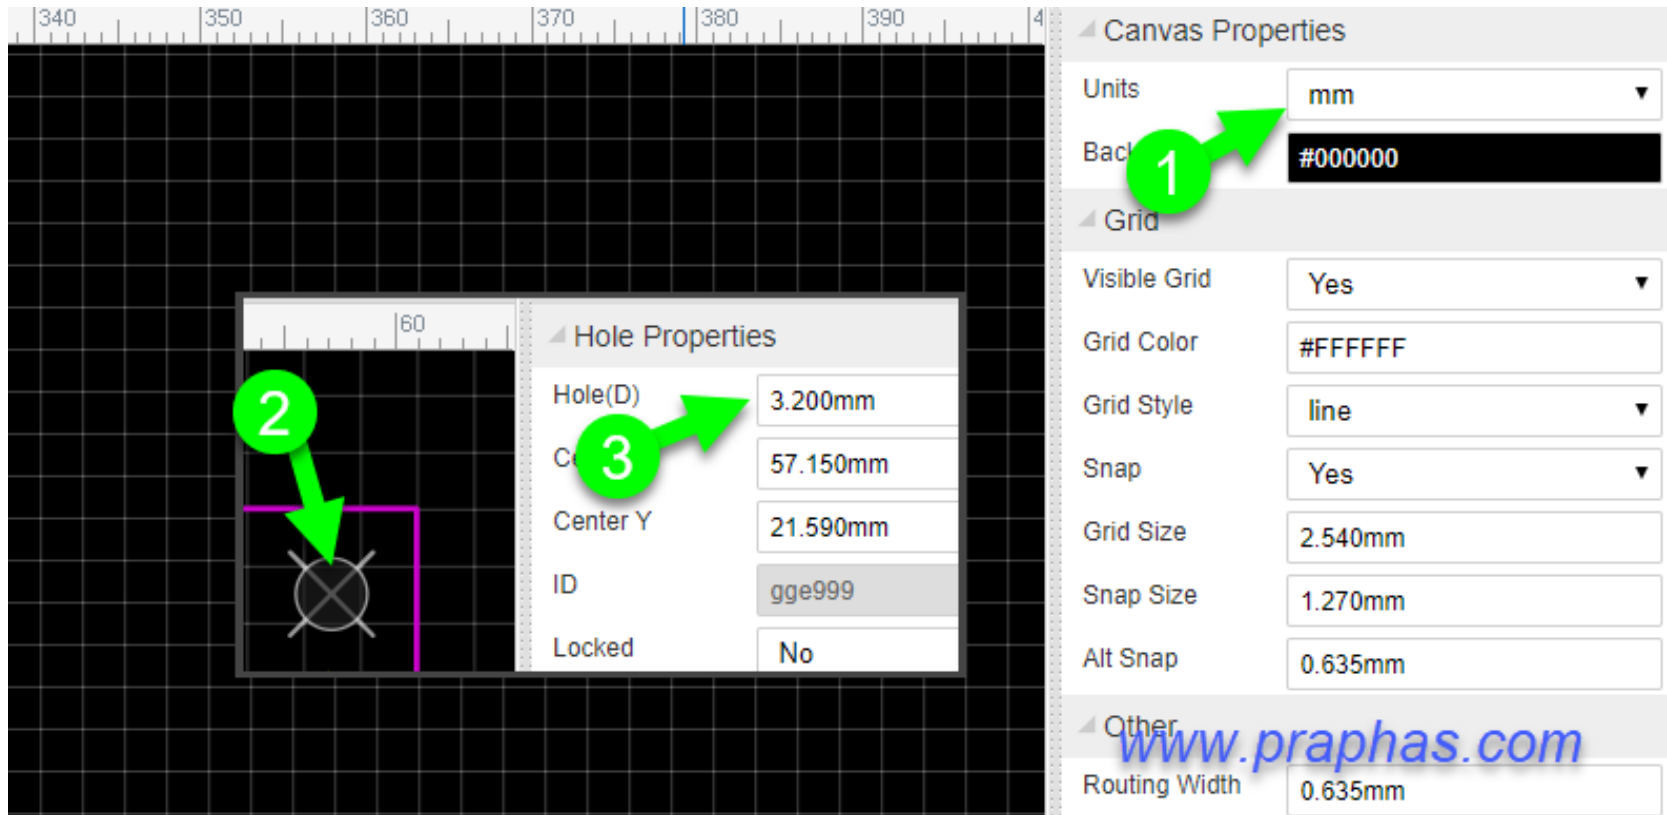 340 350 360 370 380 390 4
Canvas Properties
Units mm
Bac #000000
1
Grid
Visible Grid Yes
Grid Color #FFFFFF
Grid Style line
Snap Yes
Grid Size 2.540mm
Snap Size 1.270mm
Alt Snap 0.635mm
Other
www.praphas.com
Routing Width 0.635mm
60
Hole Properties
Hole(D) 3.200mm
2
3
Ce 57.150mm
Center Y 21.590mm
ID gge999
Locked No